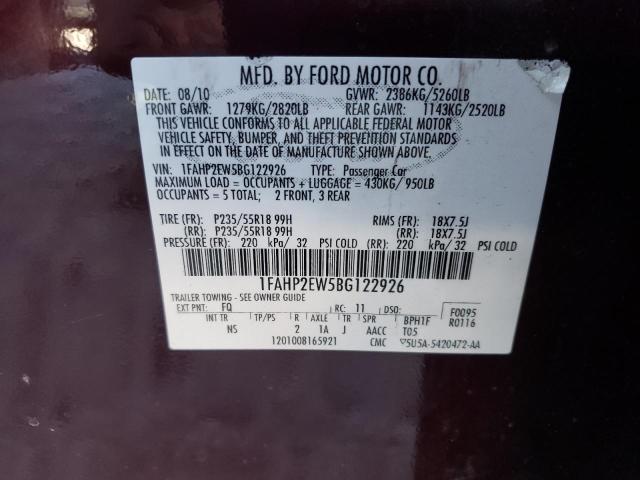 MFD. BY FORD MOTOR CO.
DATE: 08/10 GVWR: 2386KG/5260LB
FRONT GAWR: 1279KG/2820LB REAR GAWR: 1143KG/2520LB
THIS VEHICLE CONFORMS TO ALL APPLICABLE FEDERAL MOTOR
VEHICLE SAFETY, BUMPER, AND THEFT PREVENTION STANDARDS
IN EFFECT ON THE DATE OF MANUFACTURE SHOWN ABOVE.
VIN: 1FAHP2EW5BG122926 TYPE: Passenger Car
MAXIMUM LOAD = OCCUPANTS + LUGGAGE = 430KG/950LB
OCCUPANTS = 5 TOTAL; 2 FRONT, 3 REAR
TIRE (FR): P235/55R18 99H RIMS (FR): 18X7.5J
(RR): P235/55R18 99H (RR): 18X7.5J
PRESSURE (FR): 220 kPa/ 32 PSI COLD (RR): 220 kPa/ 32 PSI COLD
1FAHP2EW5BG122926
TRAILER TOWING - SEE OWNER GUIDE
EXT PNT: FQ RC: 11 DSO: F0095
INT TR TP/PS R AXLE TR SPR BPH1F R0116
NS 2 1A J AACC T05
1201008165921 CMC ▽5U5A-5420472-AA